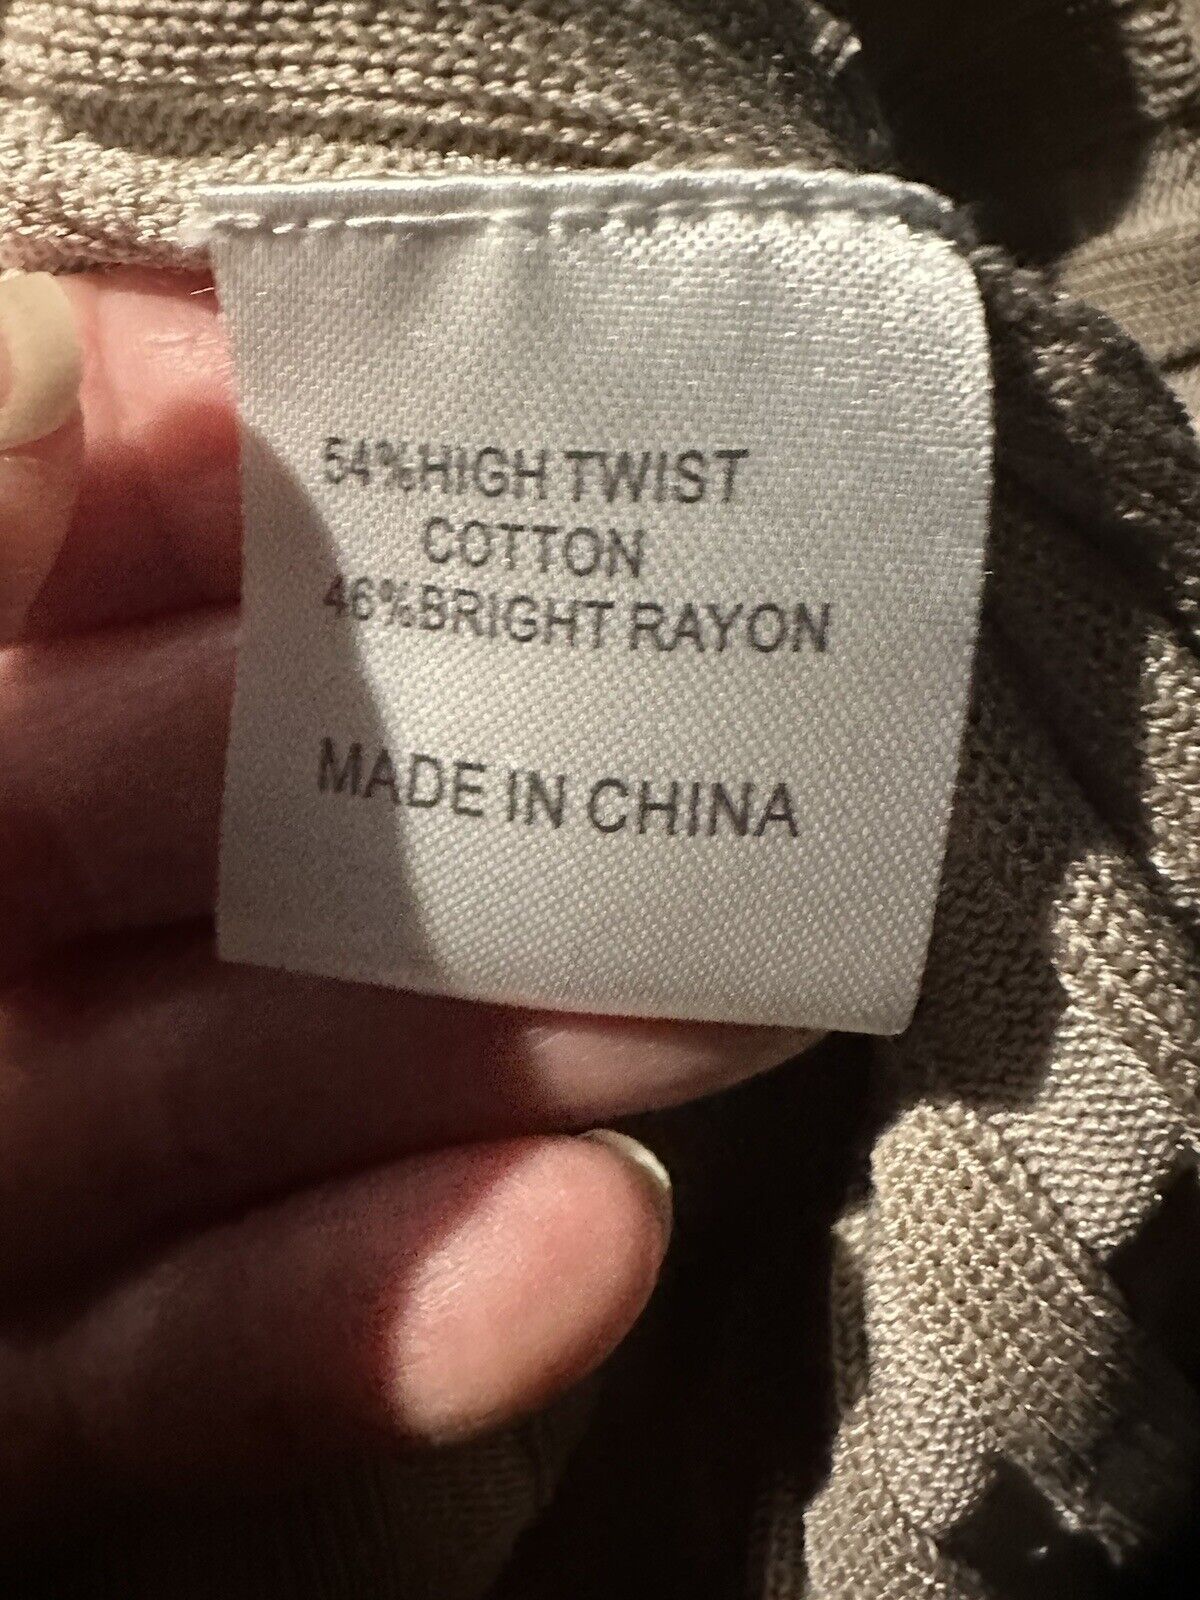 54%HIGH TWIST
COTTON
46%BRIGHT RAYON
MADE IN CHINA